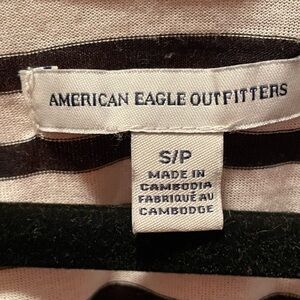 AMERICAN EAGLE OUTFITTERS
S/P
MADE IN
CAMBODIA
FABRIQUÉ AU
CAMBODGE